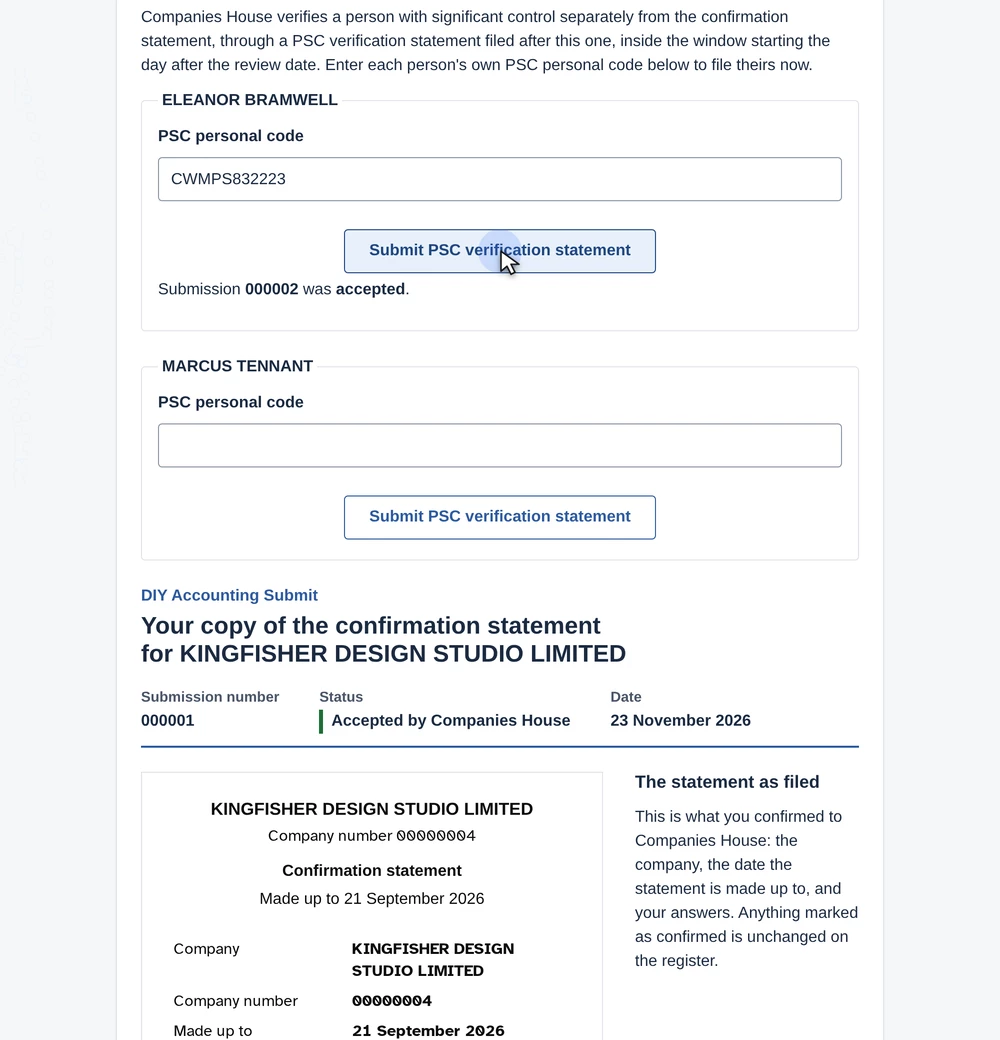 Companies House verifies a person with significant control separately from the confirmation
statement, through a PSC verification statement filed after this one, inside the window starting the
day after the review date. Enter each person's own PSC personal code below to file theirs now.
ELEANOR BRAMWELL
PSC personal code
CWMPS832223
Submit PSC verification statement
Submission 000002 was accepted.
MARCUS TENNANT
PSC personal code
Submit PSC verification statement
DIY Accounting Submit
Your copy of the confirmation statement
for KINGFISHER DESIGN STUDIO LIMITED
Submission number
000001
Status
Accepted by Companies House
Date
23 November 2026
KINGFISHER DESIGN STUDIO LIMITED
Company number 00000004
Confirmation statement
Made up to 21 September 2026
Company
KINGFISHER DESIGN
STUDIO LIMITED
Company number
00000004
Made up to
21 September 2026
The statement as filed
This is what you confirmed to
Companies House: the
company, the date the
statement is made up to, and
your answers. Anything marked
as confirmed is unchanged on
the register.